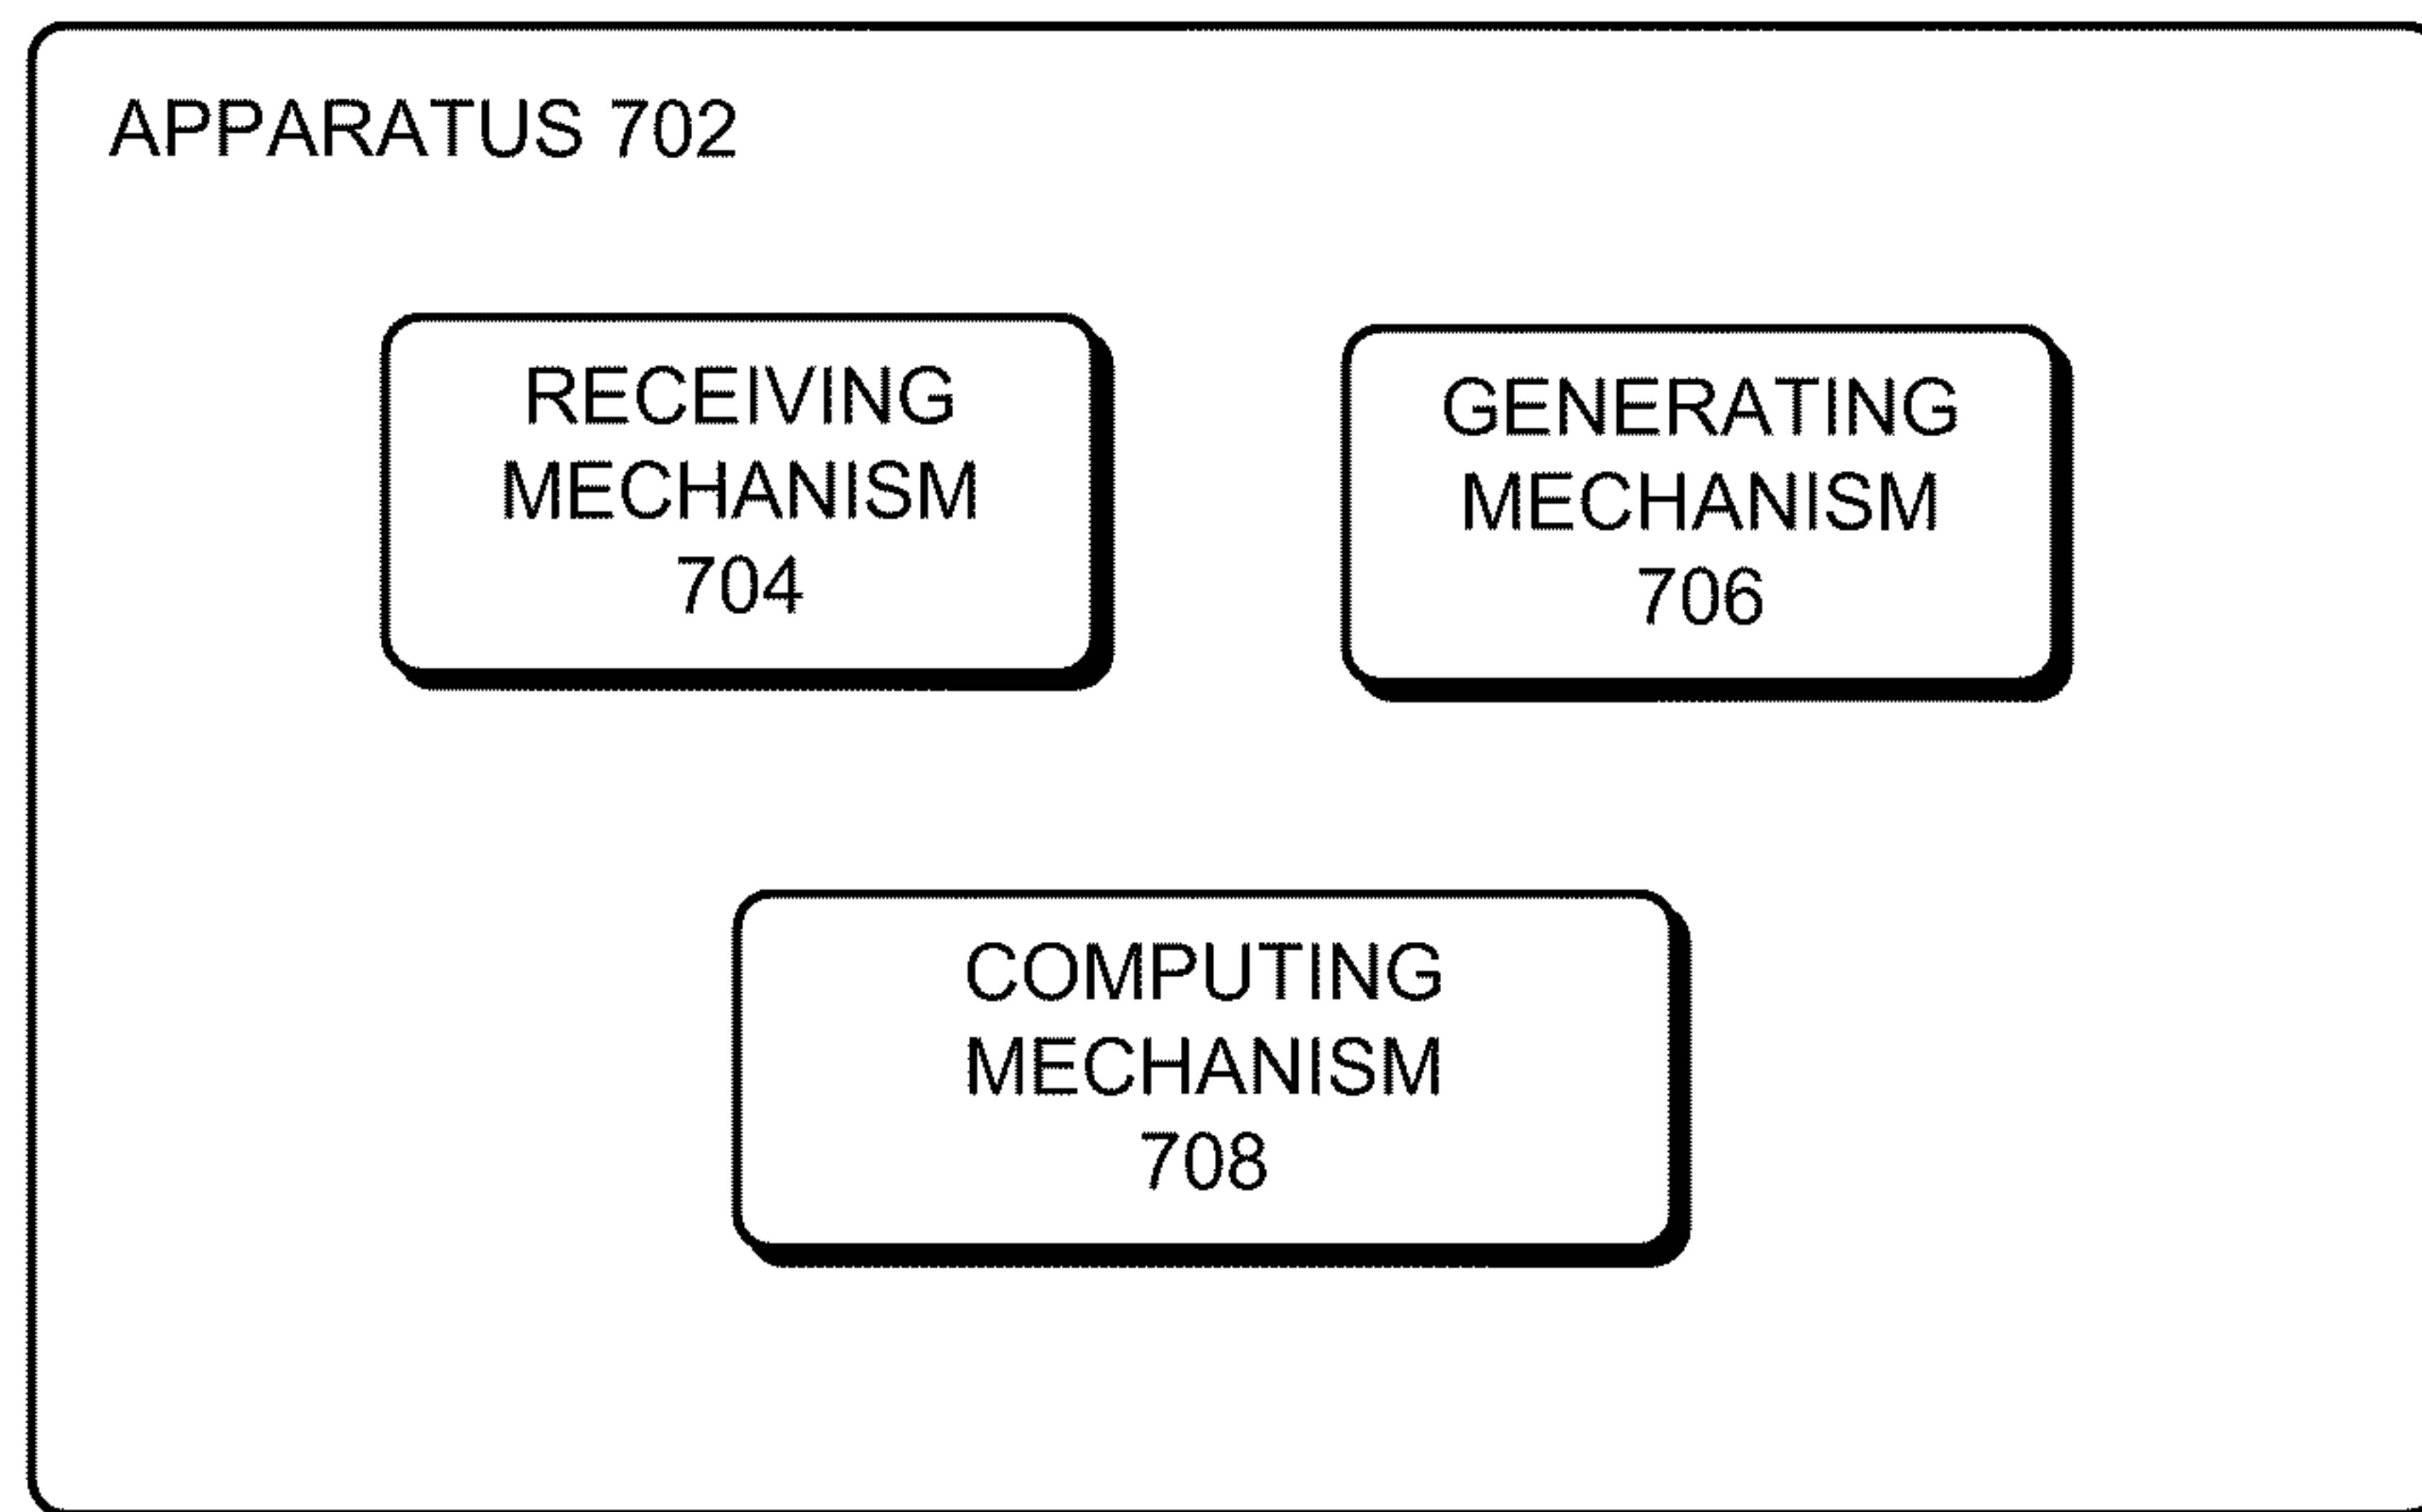 APPARATUS 702
RECEIVING
MECHANISM
704
GENERATING
MECHANISM
706
COMPUTING
MECHANISM
708